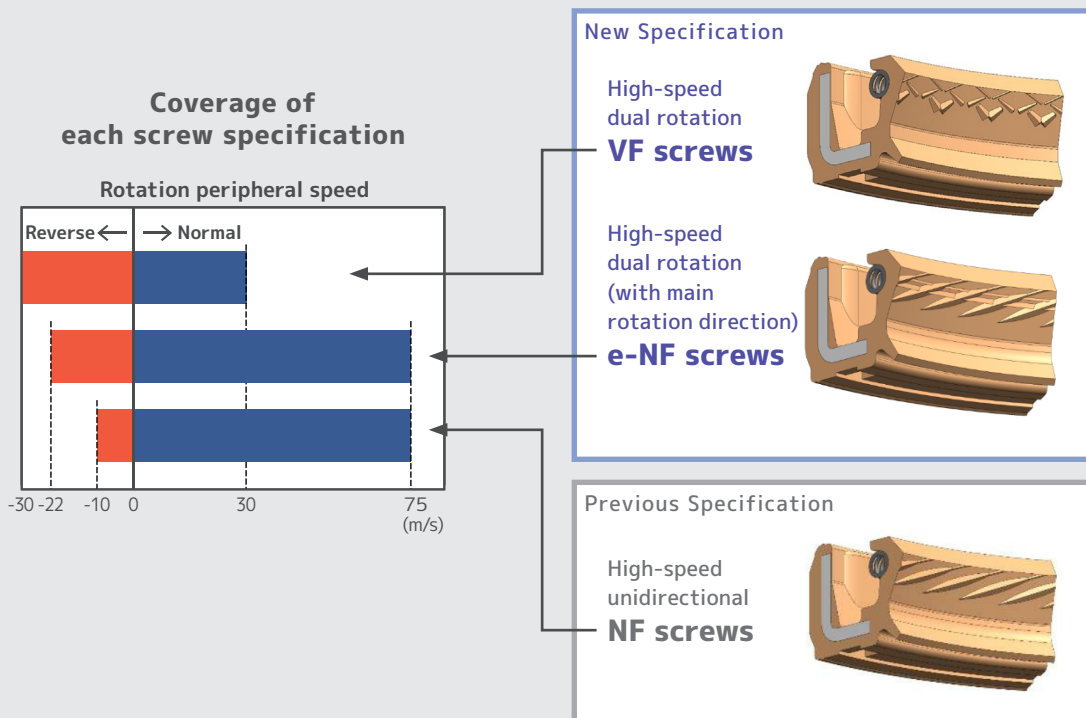 Coverage of
each screw specification
Rotation peripheral speed
Reverse ← → Normal
-30 -22 -10 0 30 75
(m/s)
New Specification
High-speed
dual rotation
VF screws
High-speed
dual rotation
(with main
rotation direction)
e-NF screws
Previous Specification
High-speed
unidirectional
NF screws